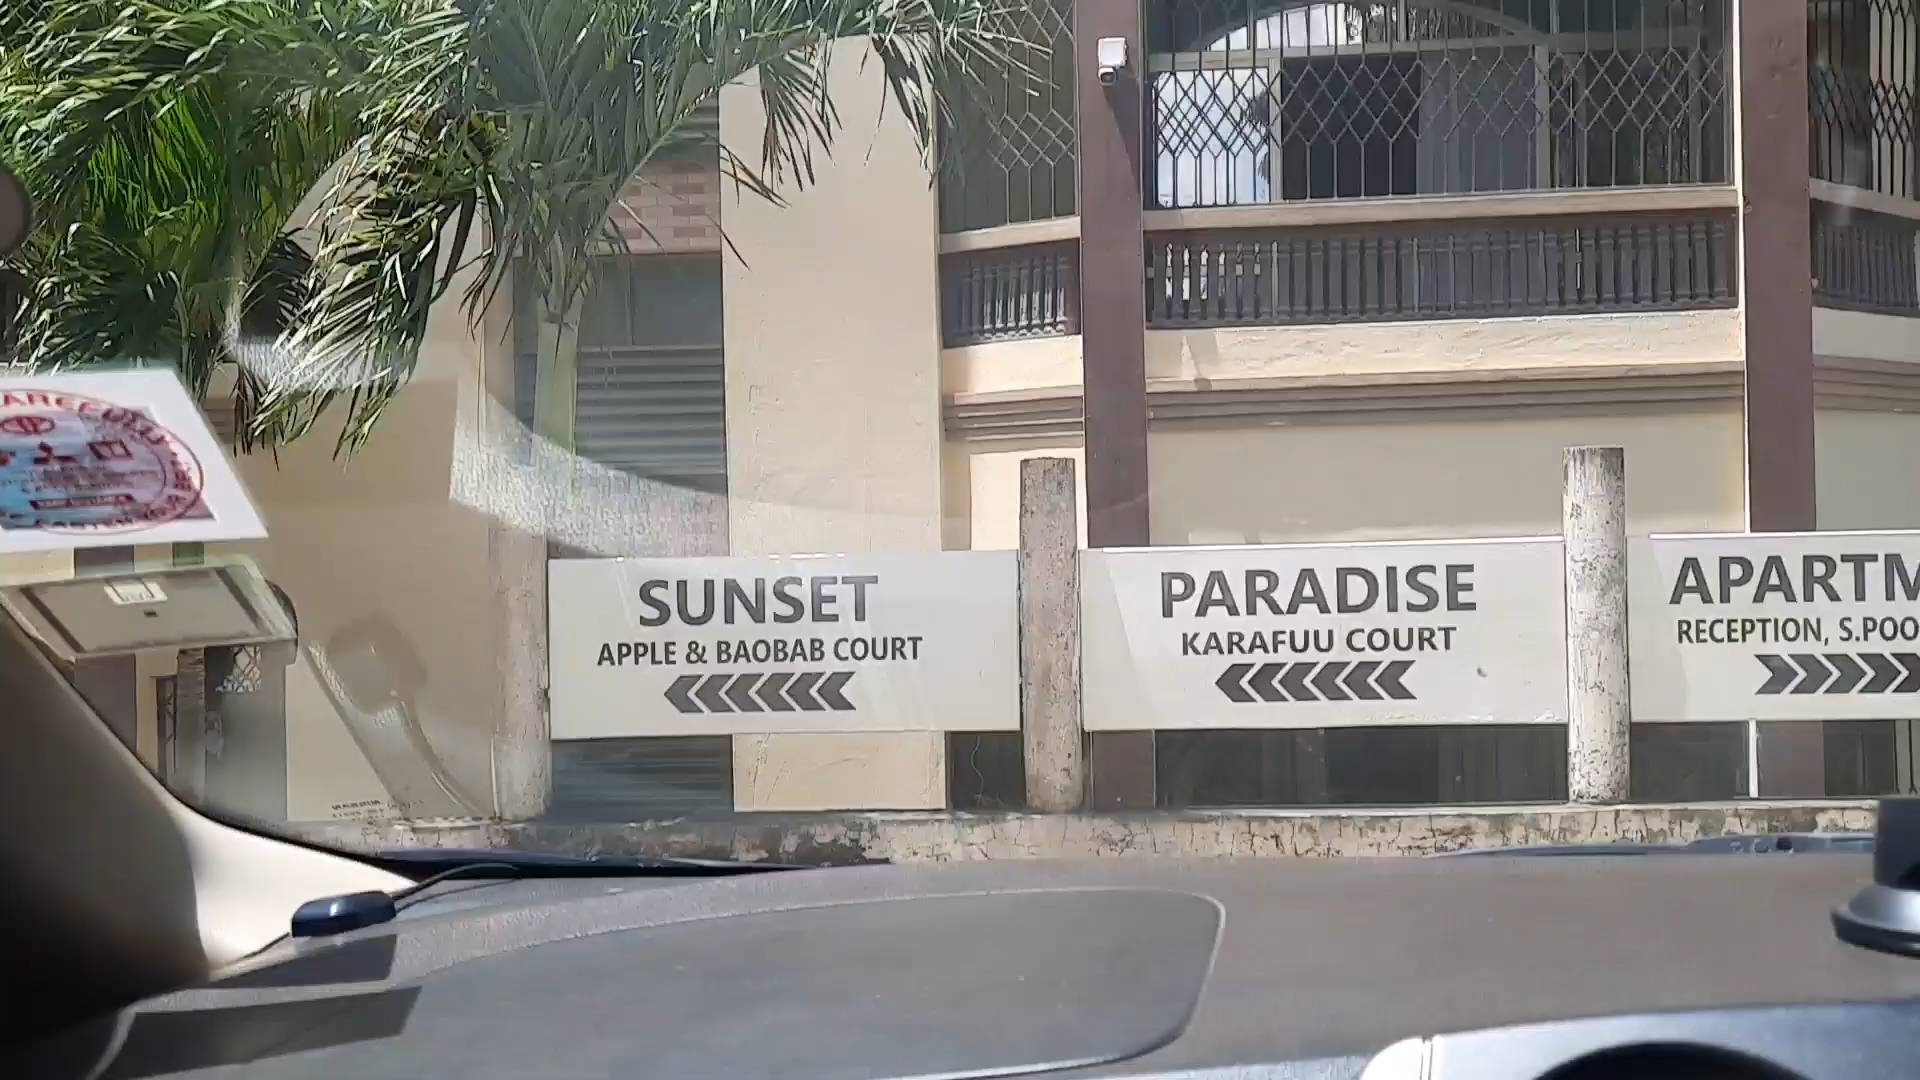 SUNSET
APPLE & BAOBAB COURT
PARADISE
KARAFUU COURT
APARTM
RECEPTION, S.POO